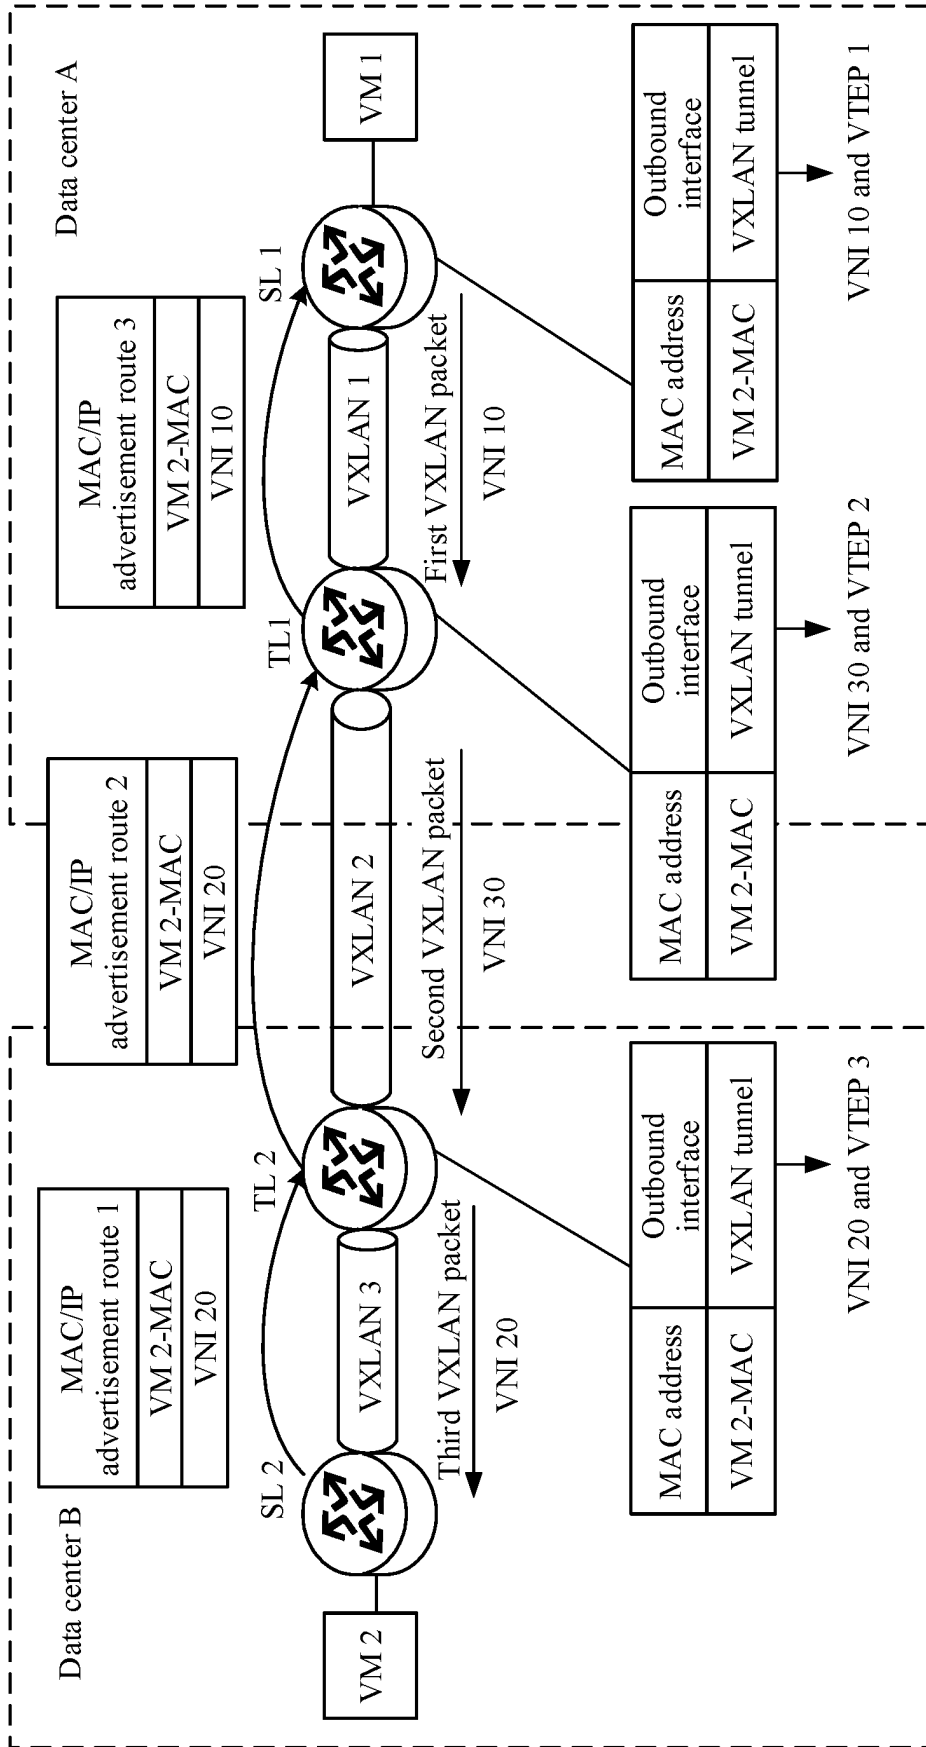 Data center B
Data center A
MAC/IP
advertisement route 1
VM 2-MAC
VNI 20
MAC/IP
advertisement route 2
VM 2-MAC
VNI 20
MAC/IP
advertisement route 3
VM 2-MAC
VNI 10
SL 2
TL 2
TL1
SL 1
VM 2
VXLAN 3
VXLAN 2
VXLAN 1
VM 1
Third VXLAN packet
VNI 20
Second VXLAN packet
VNI 30
First VXLAN packet
VNI 10
MAC address
Outbound
interface
VM 2-MAC
VXLAN tunnel
VNI 20 and VTEP 3
MAC address
Outbound
interface
VM 2-MAC
VXLAN tunnel
VNI 30 and VTEP 2
MAC address
Outbound
interface
VM 2-MAC
VXLAN tunnel
VNI 10 and VTEP 1